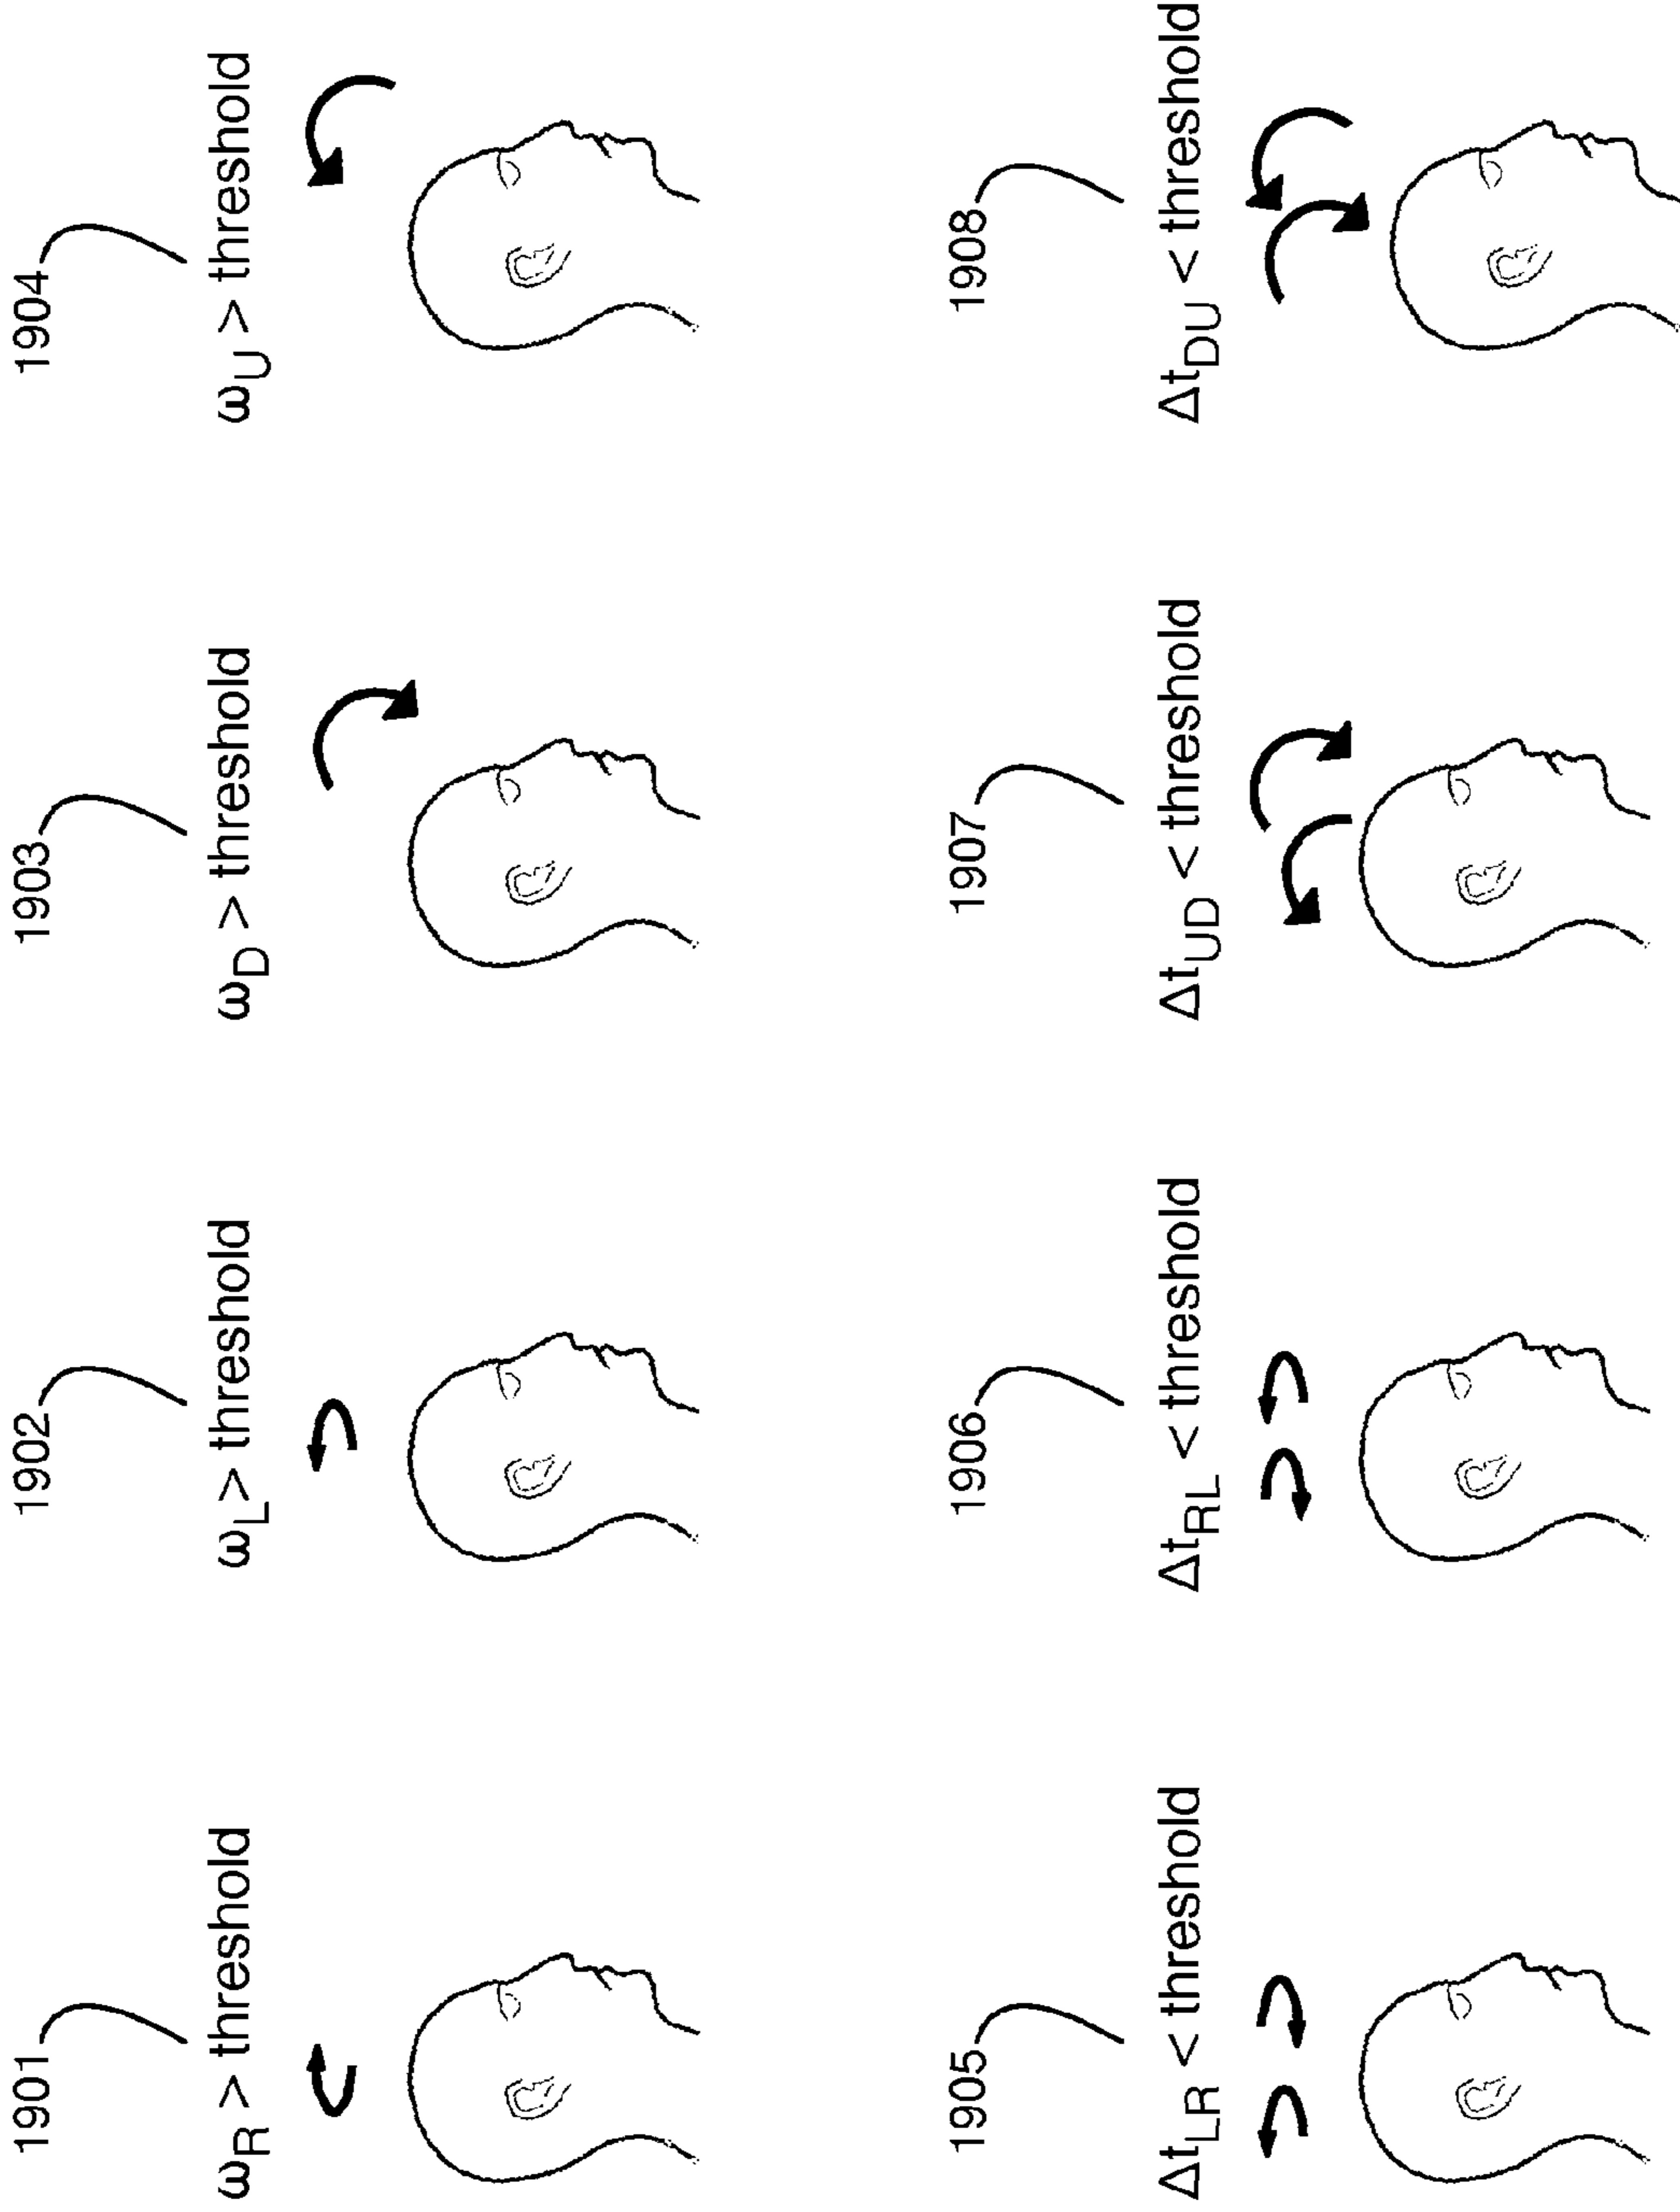 1901 1902 1903 1904
ωR > threshold ωL > threshold ωD > threshold ωU > threshold
1905 1906 1907 1908
ΔtLR < threshold ΔtRL < threshold ΔtUD < threshold ΔtDU < threshold